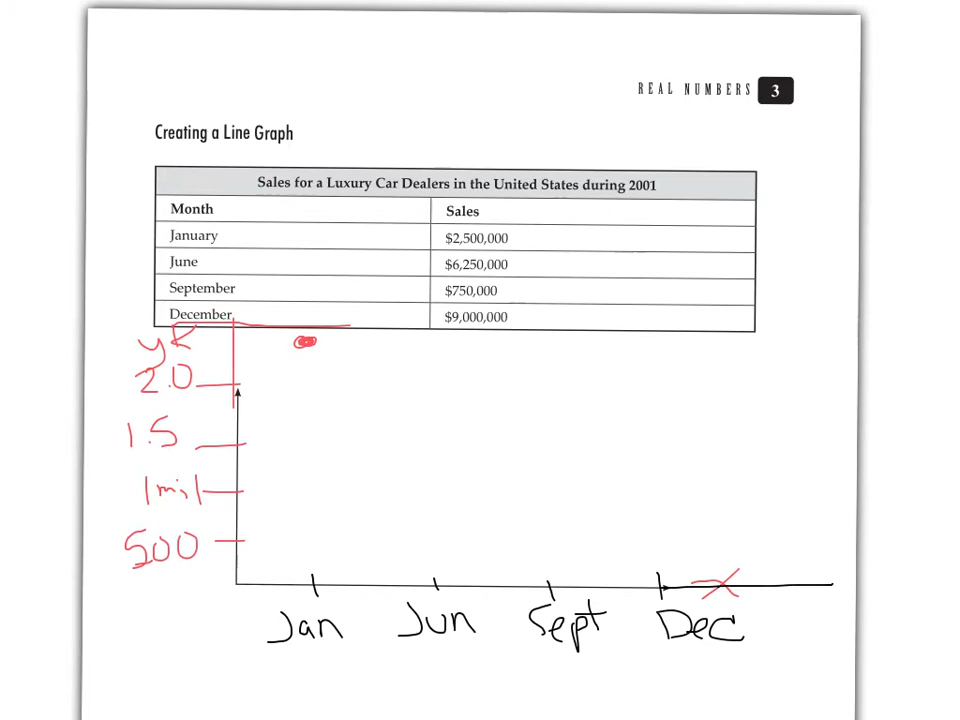 REAL NUMBERS 3
Creating a Line Graph
Sales for a Luxury Car Dealers in the United States during 2001
Month Sales
January $2,500,000
June $6,250,000
September $750,000
December $9,000,000
2.0
1.5
1mil
500
Jan Jun Sept Dec